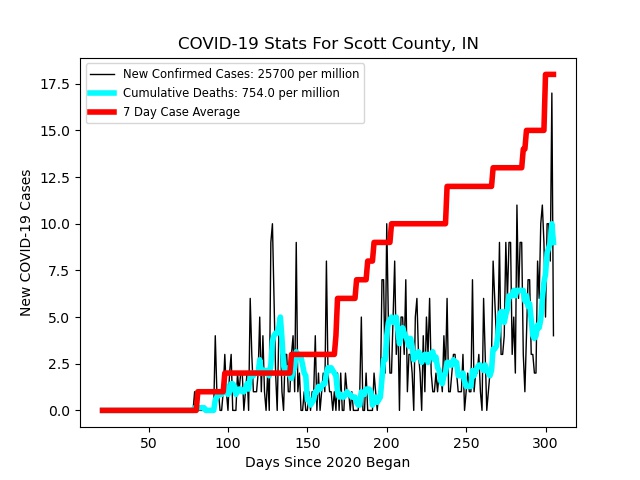 COVID-19 Stats For Scott County, IN
New Confirmed Cases: 25700 per million
Cumulative Deaths: 754.0 per million
7 Day Case Average
New COVID-19 Cases
17.5
15.0
12.5
10.0
7.5
5.0
2.5
0.0
50 100 150 200 250 300
Days Since 2020 Began